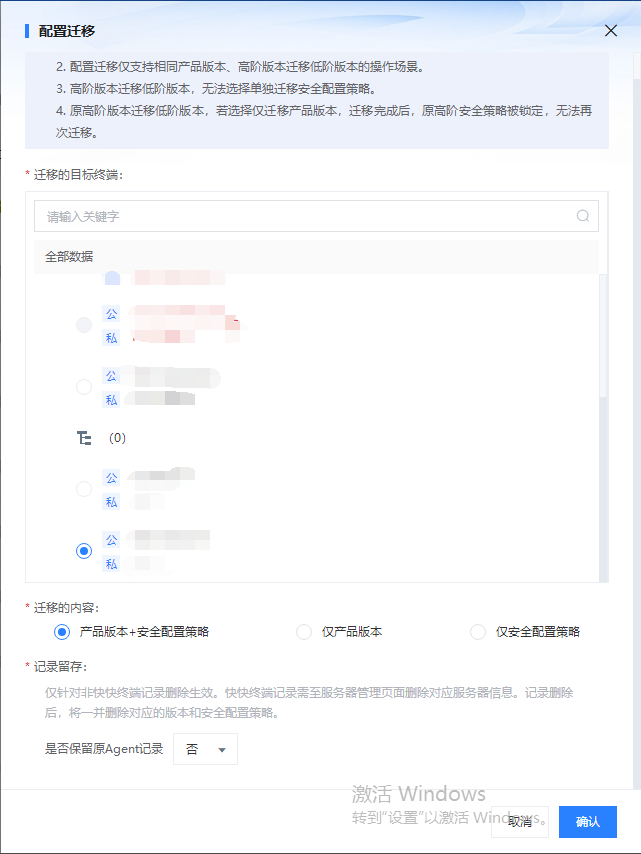 配置迁移
2. 配置迁移仅支持相同产品版本、高阶版本迁移低阶版本的操作场景。
3. 高阶版本迁移低阶版本，无法选择单独迁移安全配置策略。
4. 原高阶版本迁移低阶版本，若选择仅迁移产品版本，迁移完成后，原高阶安全策略被锁定，无法再
次迁移。
* 迁移的目标终端：
请输入关键字
全部数据
公
私
公
私
(0)
公
私
公
私
* 迁移的内容：
产品版本+安全配置策略 仅产品版本 仅安全配置策略
* 记录留存：
仅针对非快快终端记录删除生效。快快终端记录需至服务器管理页面删除对应服务器信息。记录删除
后，将一并删除对应的版本和安全配置策略。
是否保留原Agent记录 否
激活 Windows
转到"设置"以激活 Windows。
取消 确认